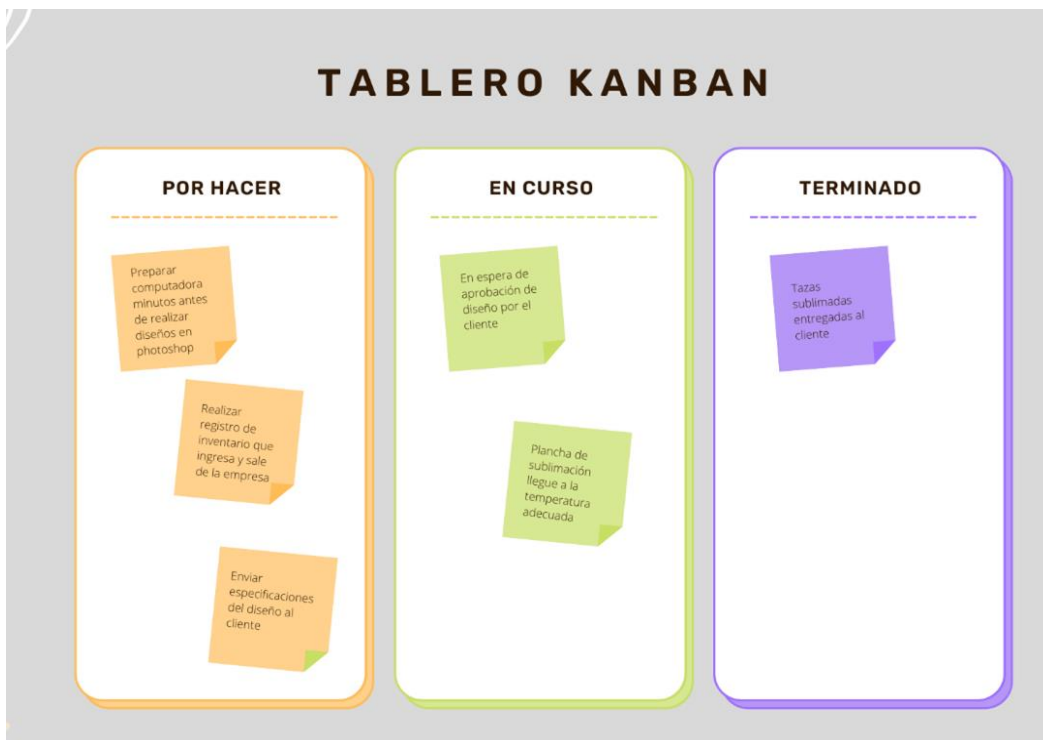 TABLERO KANBAN
POR HACER
Preparar
computadora
minutos antes
de realizar
diseños en
photoshop
Realizar
registro de
inventario que
ingresa y sale
de la empresa
Enviar
especificaciones
del diseño al
cliente
EN CURSO
En espera de
aprobación de
diseño por el
cliente
Plancha de
sublimación
llegue a la
temperatura
adecuada
TERMINADO
Tazas
sublimadas
entregadas al
cliente